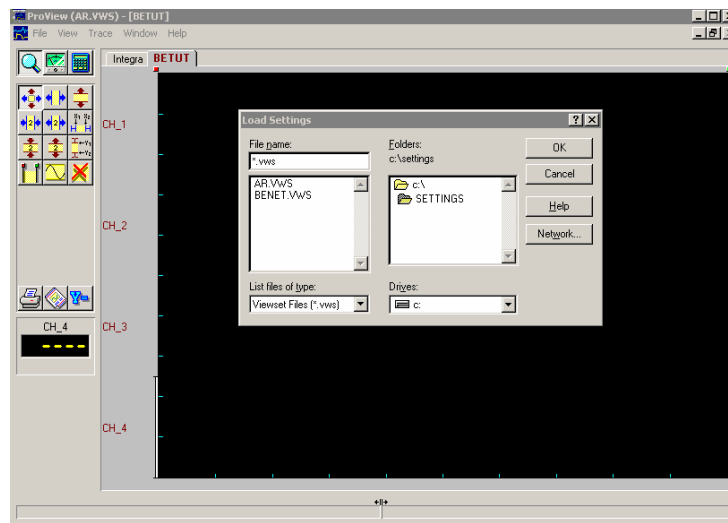 ProView (AR.VWS) - [BETUT]
File View Trace Window Help
Integra BETUT
CH_1
CH_2
CH_3
CH_4
CH_4
----
Load Settings
File name:
*.vws
AR.VWS
BENET.VWS
List files of type:
Viewset Files (*.vws)
Folders:
c:\settings
c:\
SETTINGS
Drives:
c:
OK
Cancel
Help
Network...